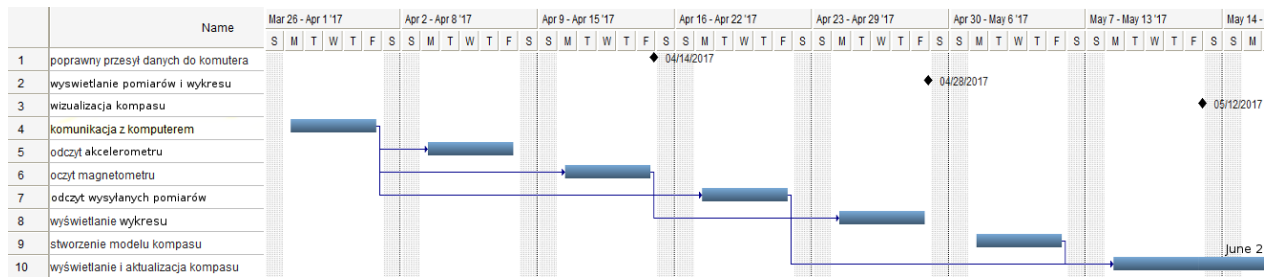 Name
Mar 26 - Apr 1 '17 Apr 2 - Apr 8 '17 Apr 9 - Apr 15 '17 Apr 16 - Apr 22 '17 Apr 23 - Apr 29 '17 Apr 30 - May 6 '17 May 7 - May 13 '17 May 14 -
S M T W T F S S M T W T F S S M T W T F S S M T W T F S S M T W T F S S M T W T F S S M T W T F S S M
1 poprawny przesył danych do komutera 04/14/2017
2 wyswietlanie pomiarów i wykresu 04/28/2017
3 wizualizacja kompasu 05/12/2017
4 komunikacja z komputerem
5 odczyt akcelerometru
6 oczyt magnetometru
7 odczyt wysyłanych pomiarów
8 wyświetlanie wykresu
9 stworzenie modelu kompasu
June 2
10 wyświetlanie i aktualizacja kompasu